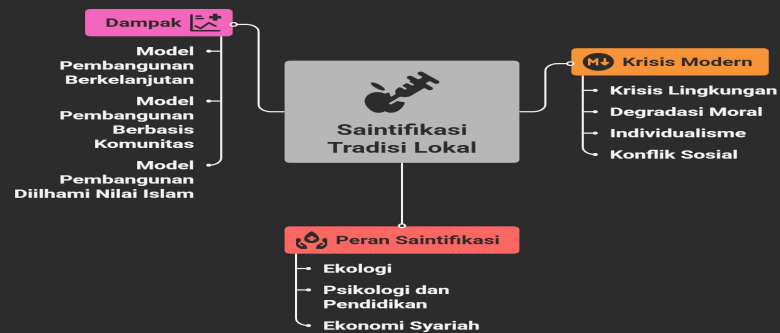 Dampak
Model
Pembangunan
Berkelanjutan
Model
Pembangunan
Berbasis
Komunitas
Model
Pembangunan
Diilhami Nilai Islam
Saintifikasi
Tradisi Lokal
M
Krisis Modern
Krisis Lingkungan
Degradasi Moral
Individualisme
Konflik Sosial
Peran Saintifikasi
Ekologi
Psikologi dan
Pendidikan
Ekonomi Syariah